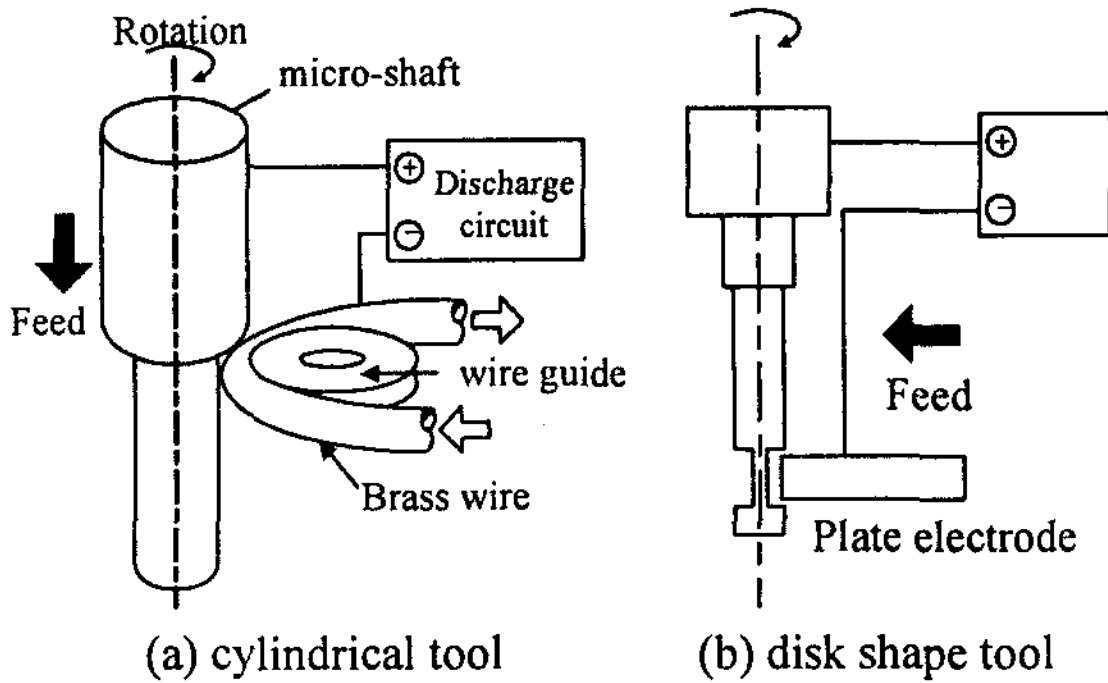 Rotation
micro-shaft
+
Discharge
circuit
−
Feed
wire guide
Brass wire
(a) cylindrical tool
+
−
Feed
Plate electrode
(b) disk shape tool